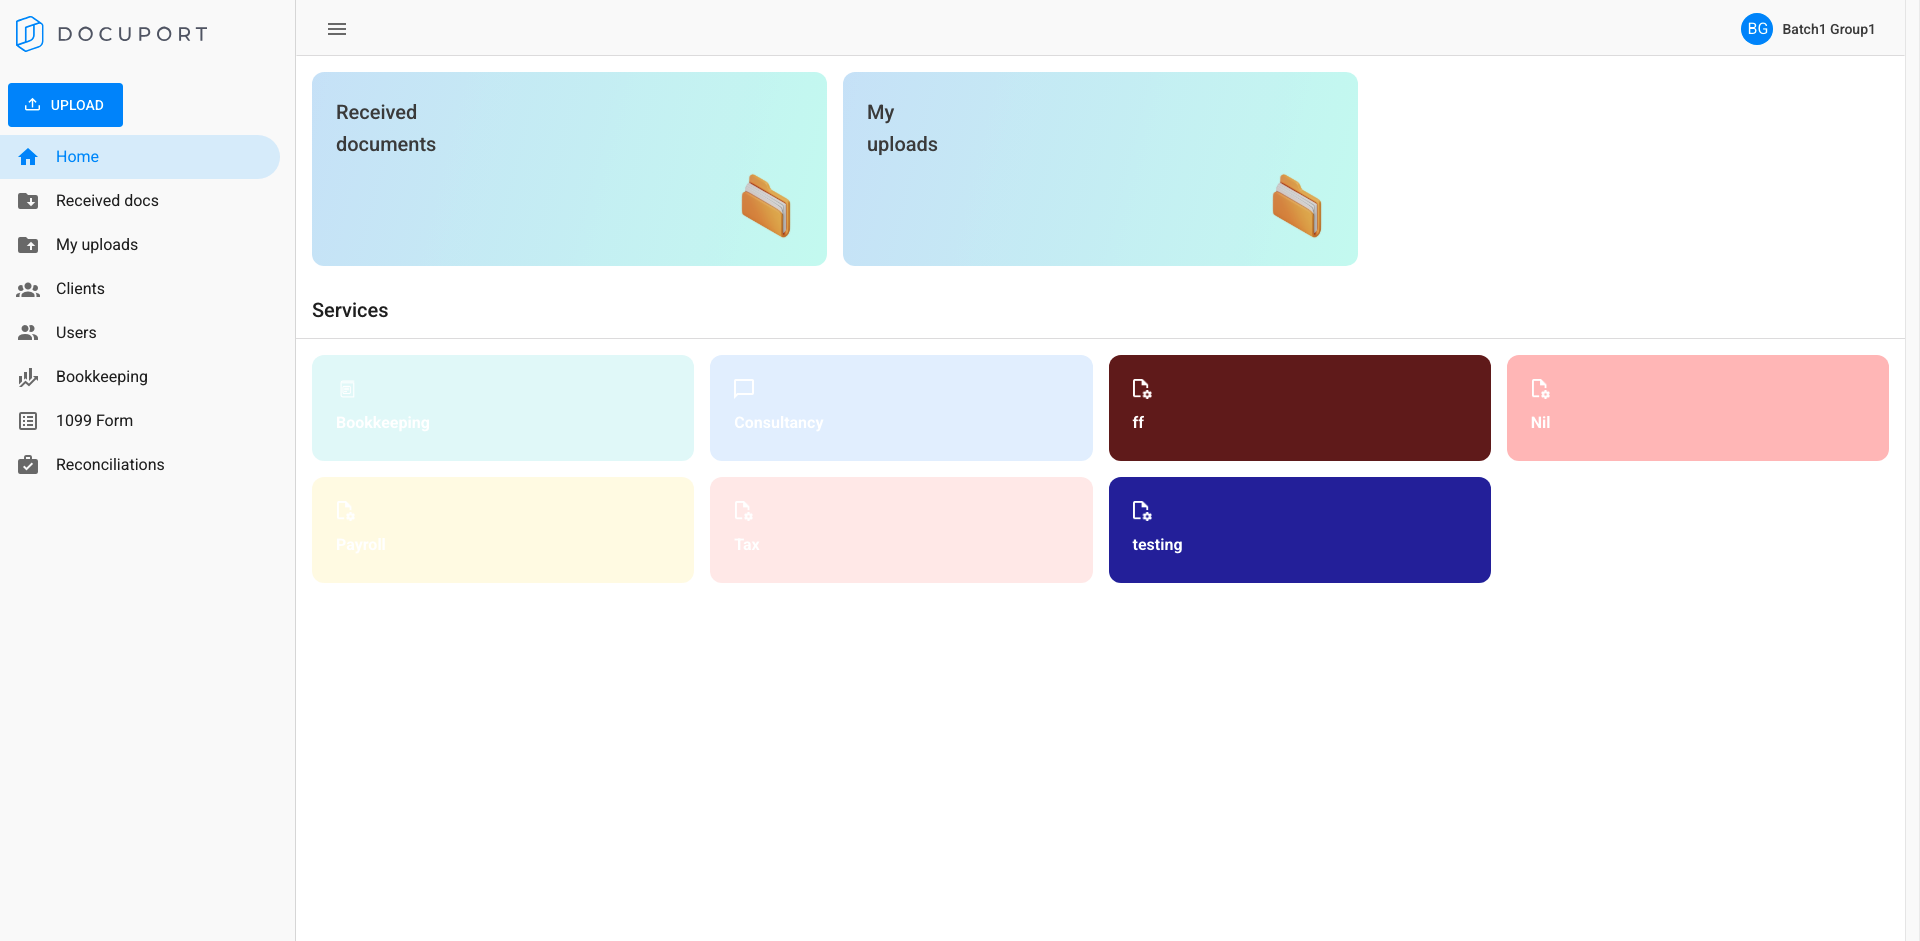 DOCUPORT
BG Batch1 Group1
UPLOAD
Home
Received docs
My uploads
Clients
Users
Bookkeeping
1099 Form
Reconciliations
Received
documents
My
uploads
Services
Bookkeeping
Consultancy
ff
Nil
Payroll
Tax
testing